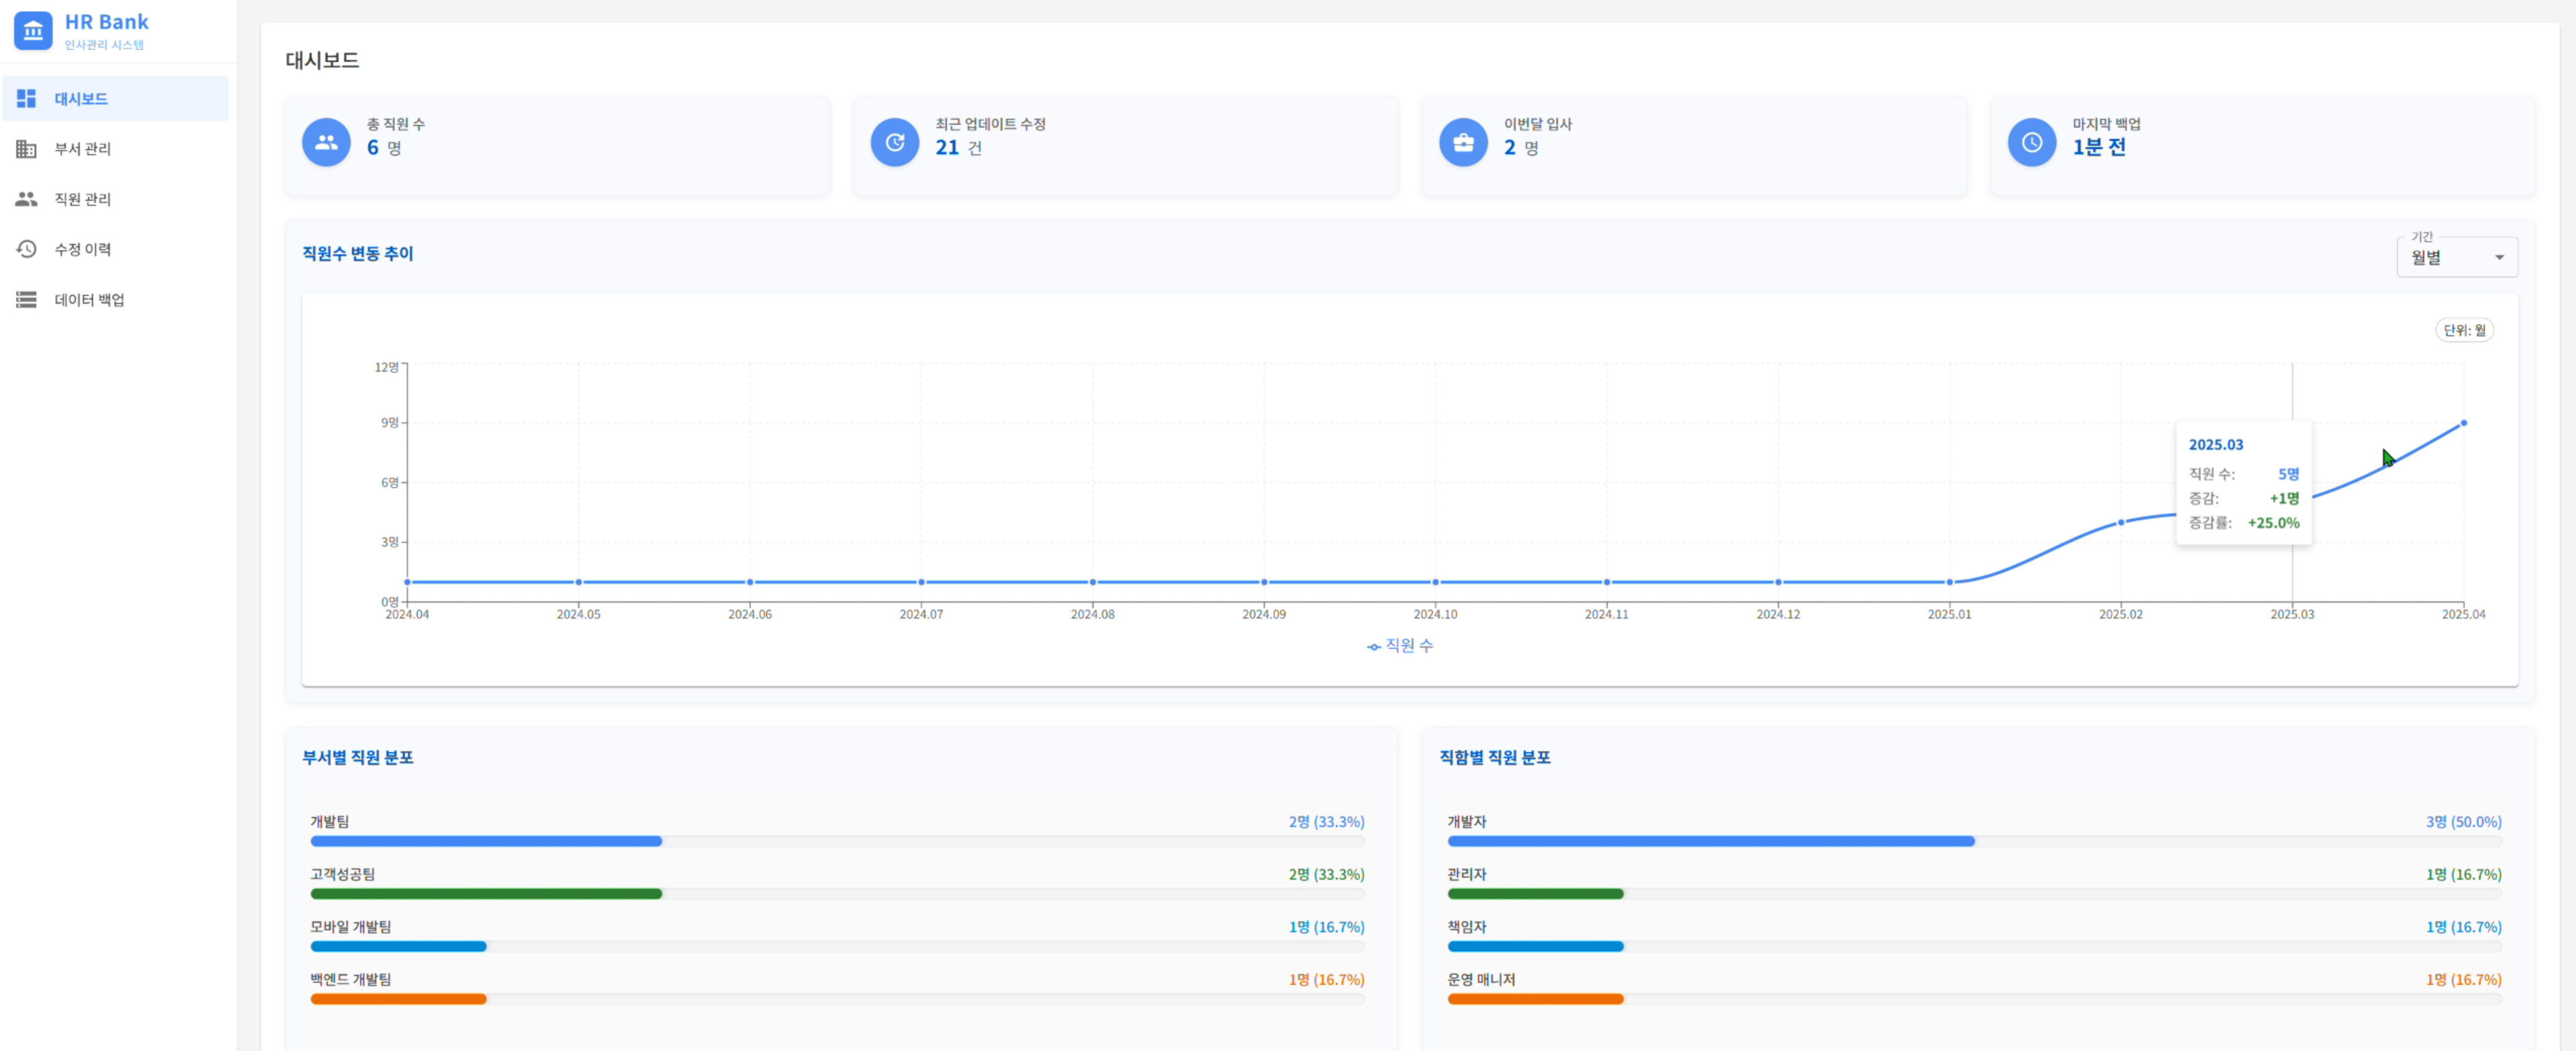 HR Bank
인사관리 시스템
대시보드
부서 관리
직원 관리
수정 이력
데이터 백업
대시보드
총 직원 수
6 명
최근 업데이트 수정
21 건
이번달 입사
2 명
마지막 백업
1분 전
직원수 변동 추이
기간
월별
단위: 월
12명
9명
6명
3명
0명
2024.04 2024.05 2024.06 2024.07 2024.08 2024.09 2024.10 2024.11 2024.12 2025.01 2025.02 2025.03 2025.04
2025.03
직원 수: 5명
증감: +1명
증감률: +25.0%
직원 수
부서별 직원 분포
개발팀 2명 (33.3%)
고객성공팀 2명 (33.3%)
모바일 개발팀 1명 (16.7%)
백엔드 개발팀 1명 (16.7%)
직함별 직원 분포
개발자 3명 (50.0%)
관리자 1명 (16.7%)
책임자 1명 (16.7%)
운영 매니저 1명 (16.7%)